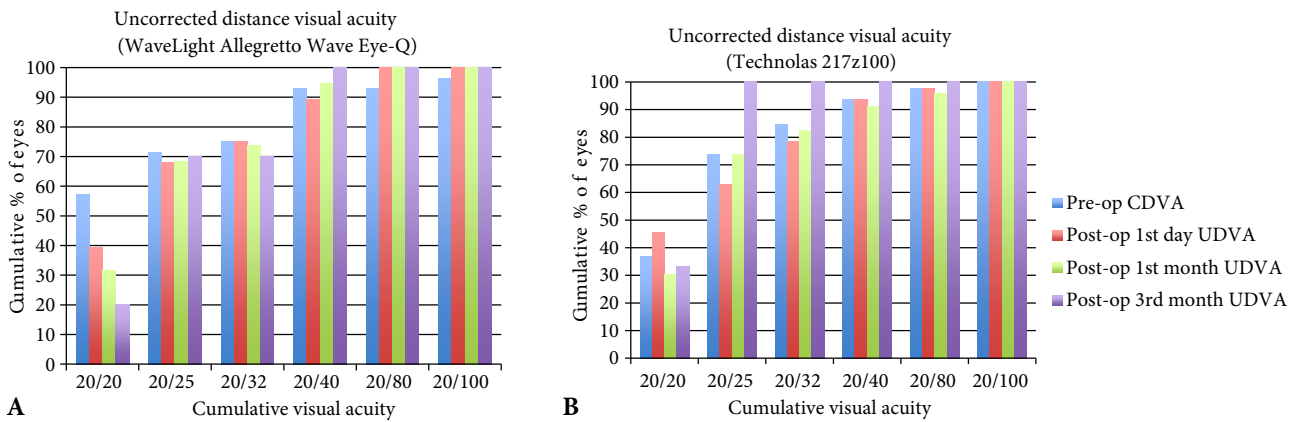 Uncorrected distance visual acuity
(WaveLight Allegretto Wave Eye-Q)
100
90
80
70
60
50
40
30
20
10
0
Cumulative % of eyes
20/20 20/25 20/32 20/40 20/80 20/100
Cumulative visual acuity
A
Uncorrected distance visual acuity
(Technolas 217z100)
100
90
80
70
60
50
40
30
20
10
0
Cumulative % of eyes
20/20 20/25 20/32 20/40 20/80 20/100
Cumulative visual acuity
B
Pre-op CDVA
Post-op 1st day UDVA
Post-op 1st month UDVA
Post-op 3rd month UDVA